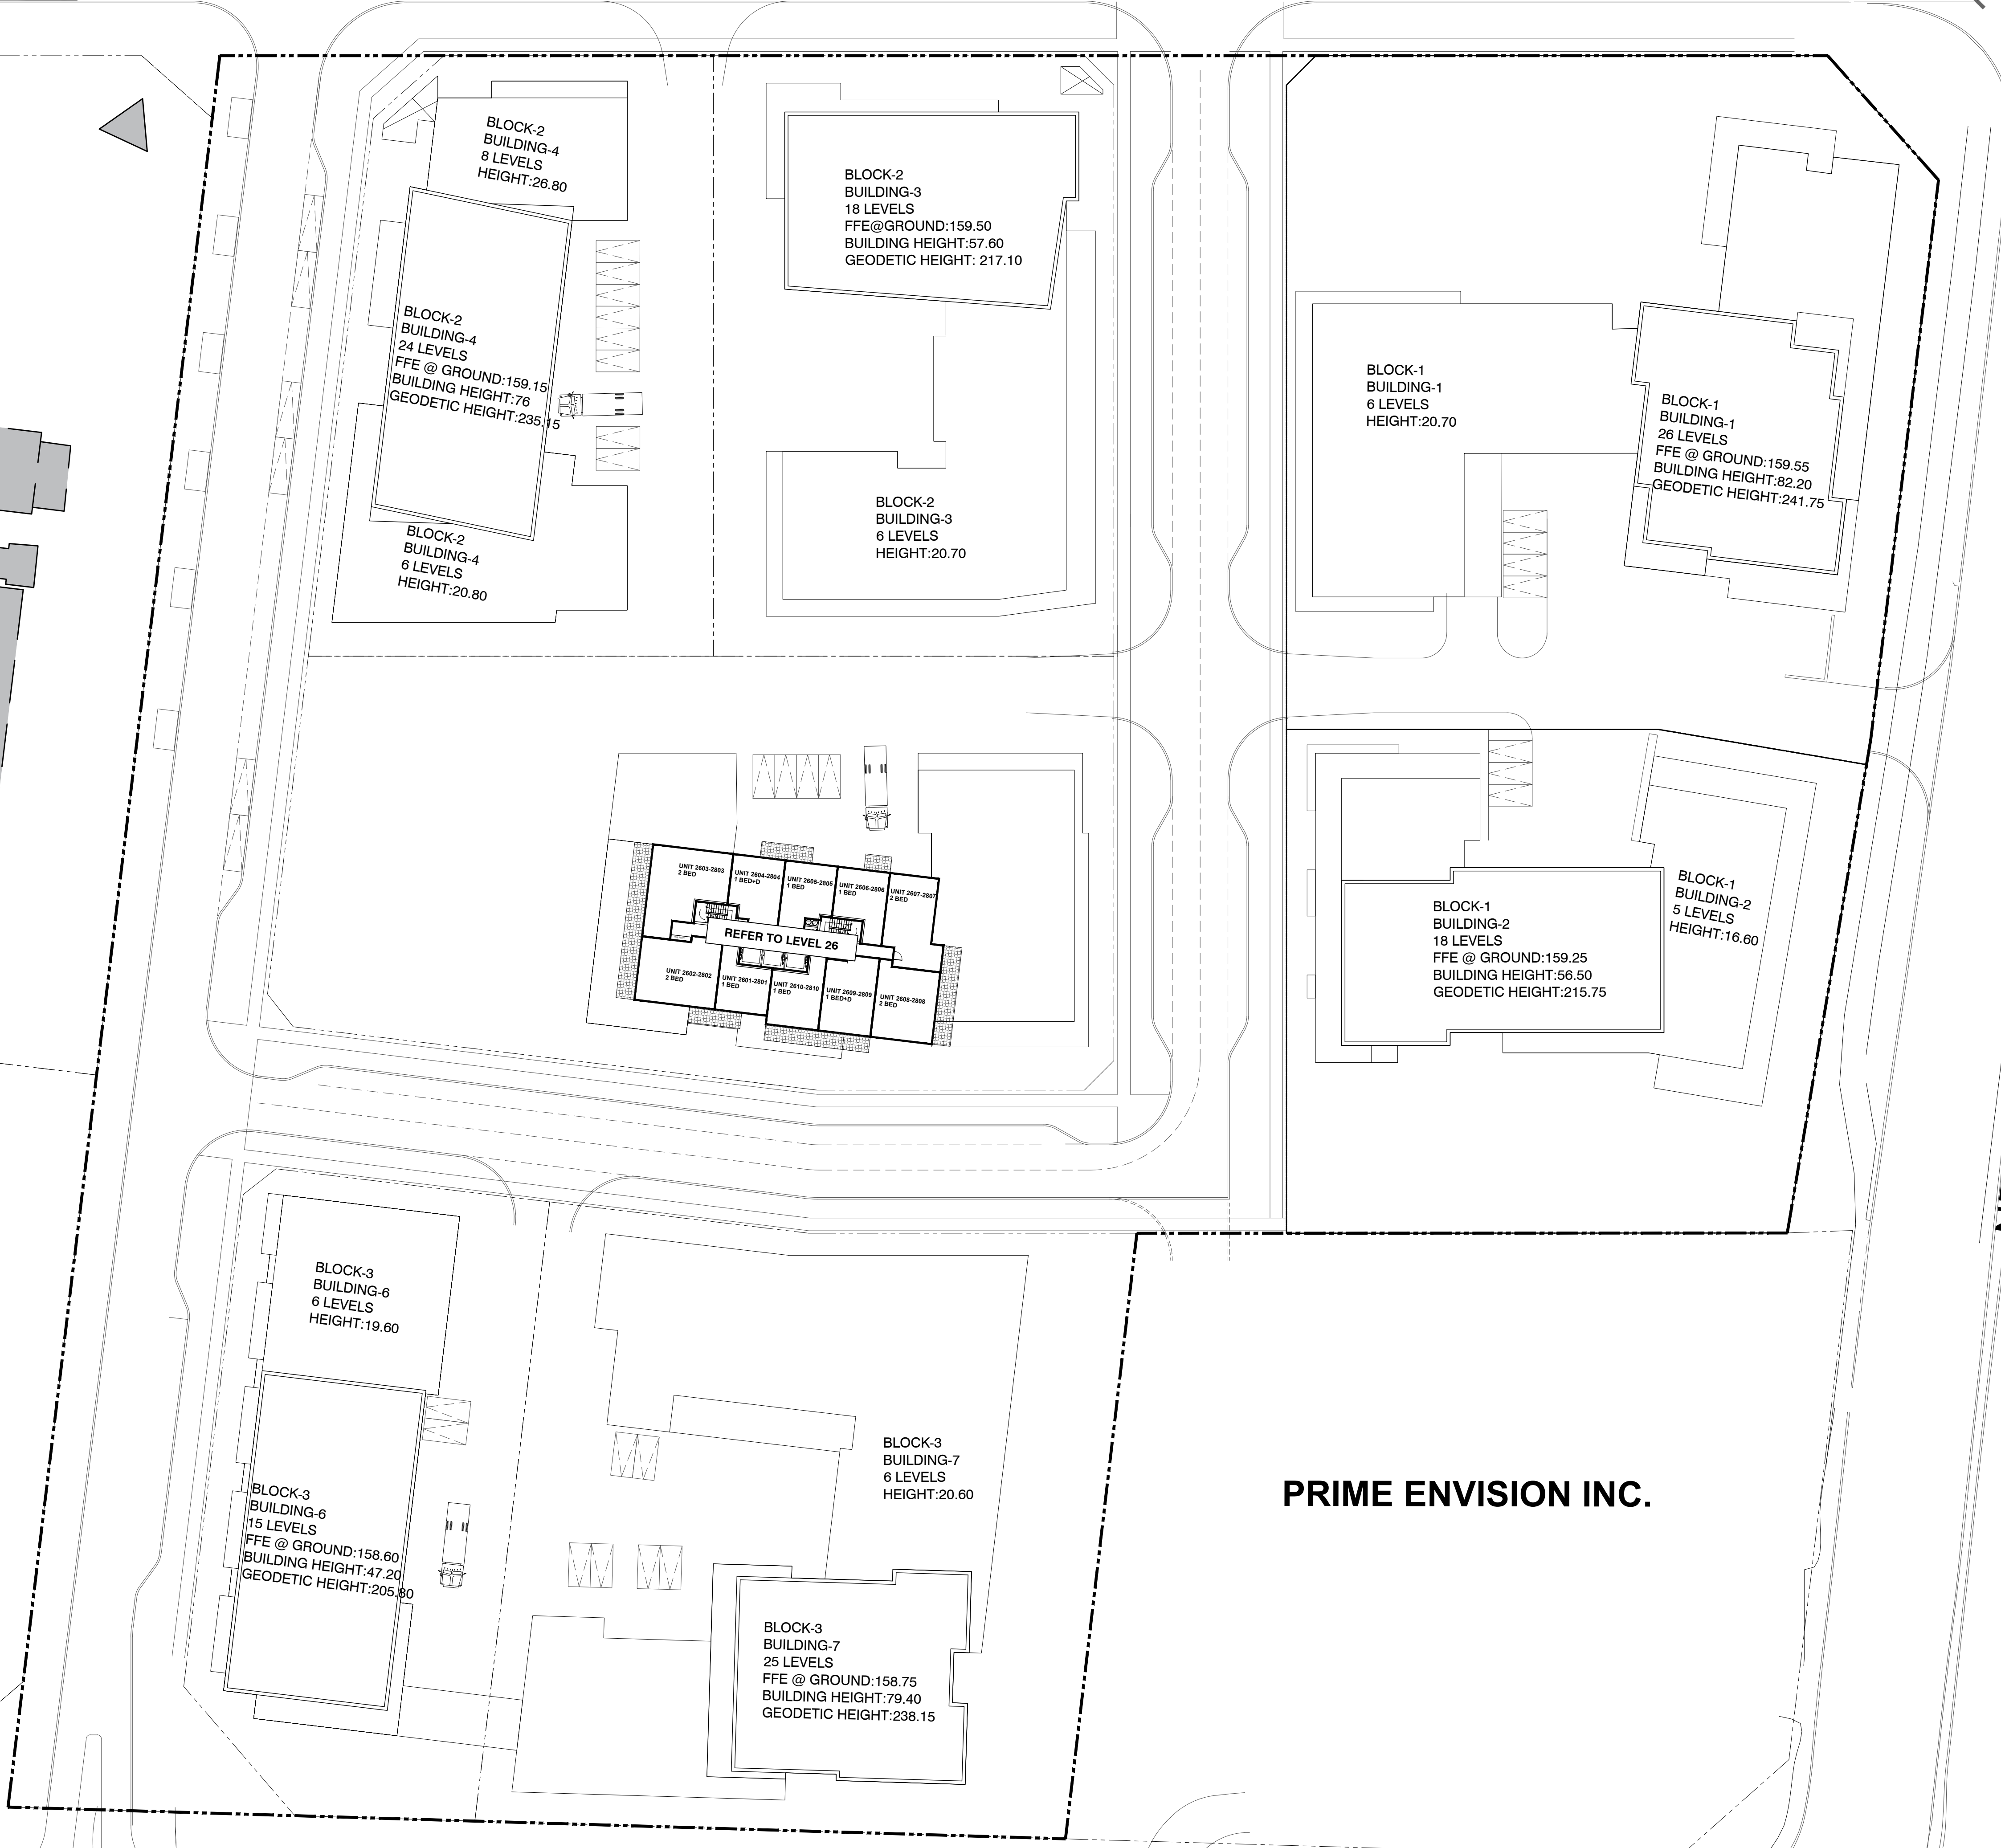 BLOCK-2
BUILDING-4
8 LEVELS
HEIGHT:26.80
BLOCK-2
BUILDING-3
18 LEVELS
FFE@GROUND:159.50
BUILDING HEIGHT:57.60
GEODETIC HEIGHT: 217.10
BLOCK-2
BUILDING-4
24 LEVELS
FFE @ GROUND:159.15
BUILDING HEIGHT:76
GEODETIC HEIGHT:235.15
BLOCK-1
BUILDING-1
6 LEVELS
HEIGHT:20.70
BLOCK-1
BUILDING-1
26 LEVELS
FFE @ GROUND:159.55
BUILDING HEIGHT:82.20
GEODETIC HEIGHT:241.75
BLOCK-2
BUILDING-3
6 LEVELS
HEIGHT:20.70
BLOCK-2
BUILDING-4
6 LEVELS
HEIGHT:20.80
UNIT 2603-2803
2 BED
UNIT 2604-2804
1 BED+D
UNIT 2605-2805
1 BED
UNIT 2606-2806
1 BED
UNIT 2607-2807
2 BED
REFER TO LEVEL 26
UNIT 2602-2802
2 BED
UNIT 2601-2801
1 BED
UNIT 2610-2810
1 BED
UNIT 2609-2809
1 BED+D
UNIT 2608-2808
2 BED
BLOCK-1
BUILDING-2
18 LEVELS
FFE @ GROUND:159.25
BUILDING HEIGHT:56.50
GEODETIC HEIGHT:215.75
BLOCK-1
BUILDING-2
5 LEVELS
HEIGHT:16.60
BLOCK-3
BUILDING-6
6 LEVELS
HEIGHT:19.60
BLOCK-3
BUILDING-7
6 LEVELS
HEIGHT:20.60
PRIME ENVISION INC.
BLOCK-3
BUILDING-6
15 LEVELS
FFE @ GROUND:158.60
BUILDING HEIGHT:47.20
GEODETIC HEIGHT:205.80
BLOCK-3
BUILDING-7
25 LEVELS
FFE @ GROUND:158.75
BUILDING HEIGHT:79.40
GEODETIC HEIGHT:238.15